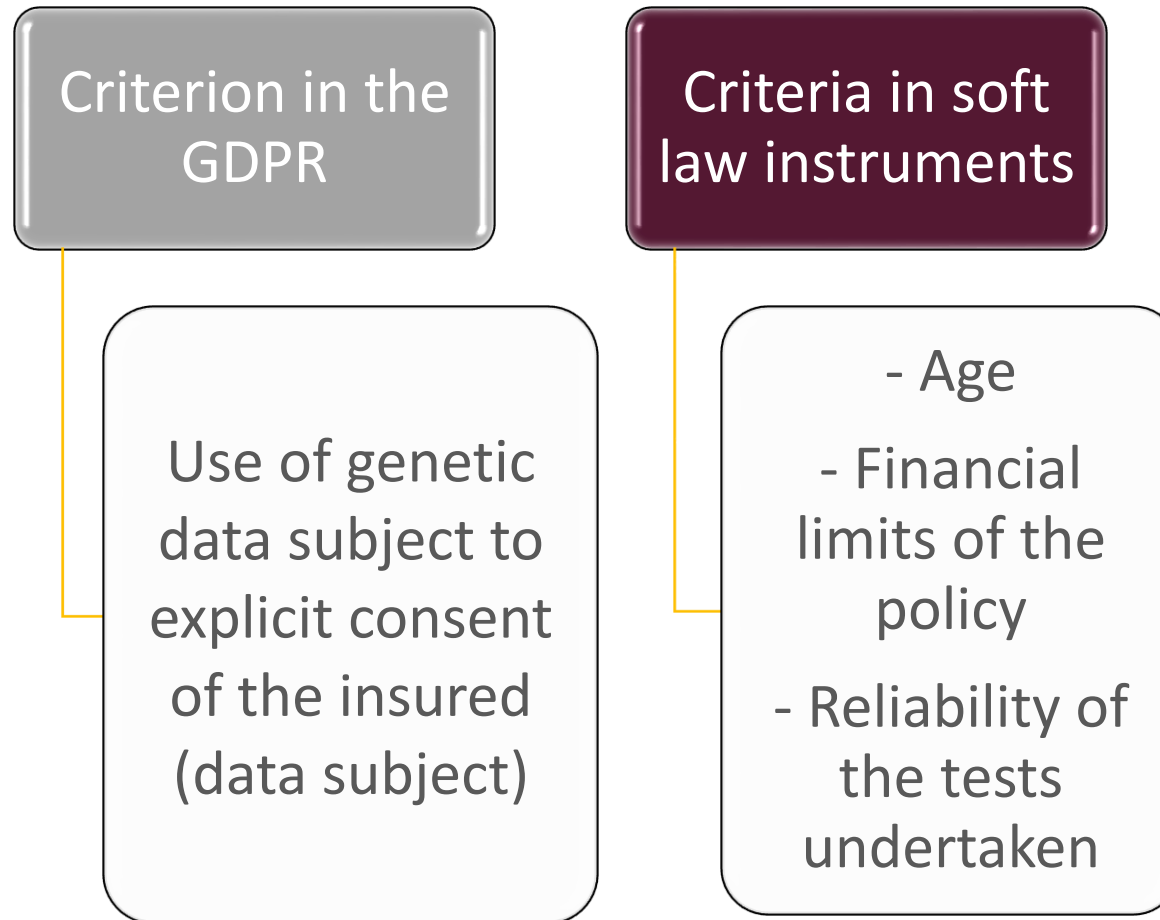 Criterion in the
GDPR
Use of genetic
data subject to
explicit consent
of the insured
(data subject)
Criteria in soft
law instruments
- Age
- Financial
limits of the
policy
- Reliability of
the tests
undertaken